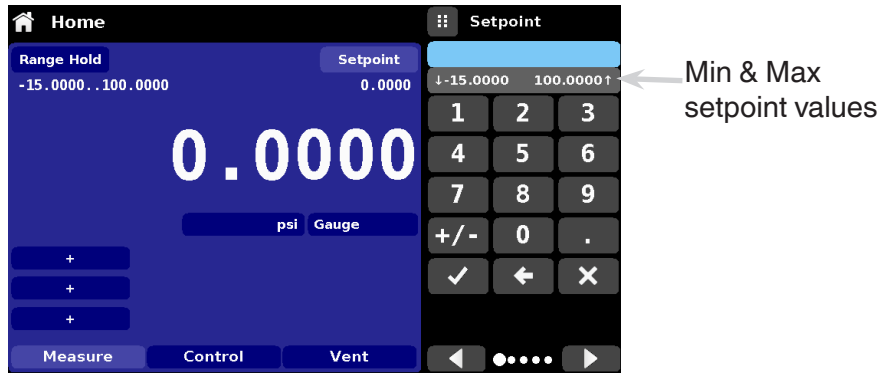 Home
Setpoint
Range Hold
Setpoint
-15.0000..100.0000
0.0000
↓-15.0000 100.0000↑
Min & Max
setpoint values
0.0000
psi Gauge
1 2 3
4 5 6
7 8 9
+/- 0 .
✓ ← ✕
+
+
+
Measure Control Vent